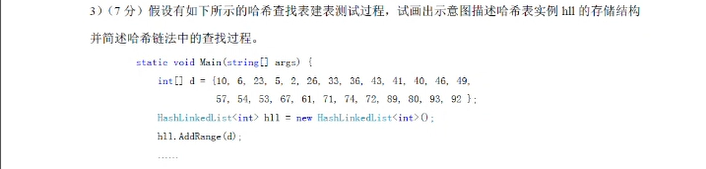 3）（7 分）假设有如下所示的哈希查找表建表测试过程，试画出示意图描述哈希表实例 hll 的存储结构
并简述哈希链法中的查找过程。
static void Main(string[] args) {
int[] d = {10, 6, 23, 5, 2, 26, 33, 36, 43, 41, 40, 46, 49,
57, 54, 53, 67, 61, 71, 74, 72, 89, 80, 93, 92 };
HashLinkedList<int> hll = new HashLinkedList<int>();
hll.AddRange(d);
……